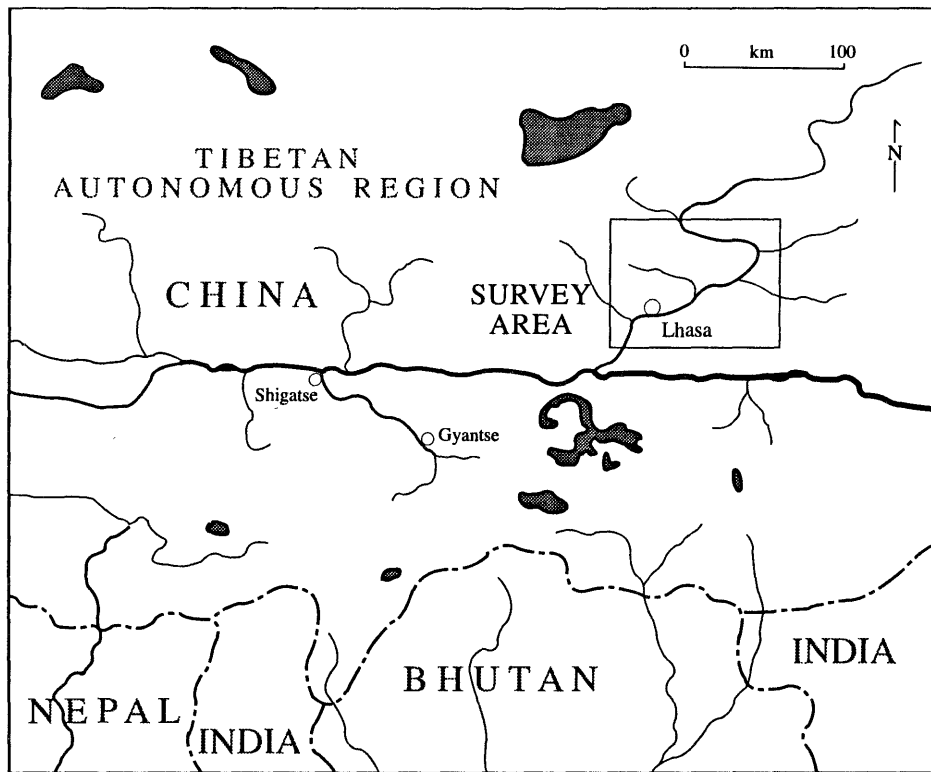 0 km 100
TIBETAN
AUTONOMOUS REGION
N
CHINA
SURVEY
AREA
Lhasa
Shigatse
Gyantse
NEPAL
INDIA
BHUTAN
INDIA